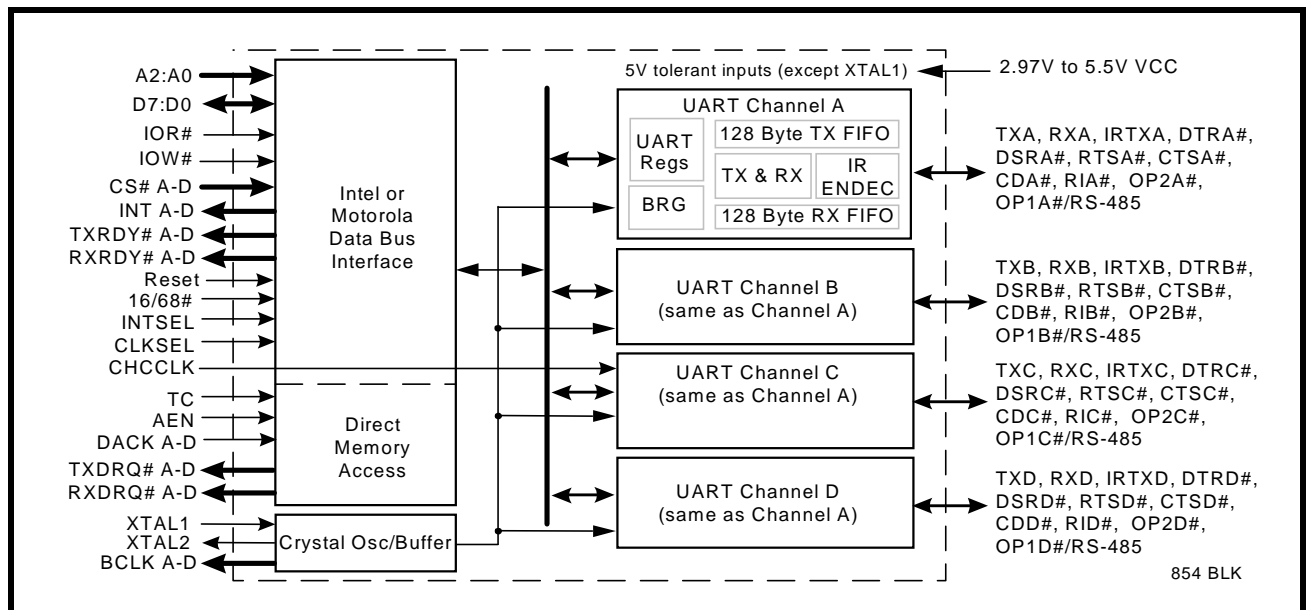 A2:A0
D7:D0
IOR#
IOW#
CS# A-D
INT A-D
TXRDY# A-D
RXRDY# A-D
Reset
16/68#
INTSEL
CLKSEL
CHCCLK
TC
AEN
DACK A-D
TXDRQ# A-D
RXDRQ# A-D
XTAL1
XTAL2
BCLK A-D
Intel or
Motorola
Data Bus
Interface
Direct
Memory
Access
Crystal Osc/Buffer
5V tolerant inputs (except XTAL1)
2.97V to 5.5V VCC
UART Channel A
UART
Regs
BRG
128 Byte TX FIFO
TX & RX
IR
ENDEC
128 Byte RX FIFO
TXA, RXA, IRTXA, DTRA#,
DSRA#, RTSA#, CTSA#,
CDA#, RIA#, OP2A#,
OP1A#/RS-485
UART Channel B
(same as Channel A)
TXB, RXB, IRTXB, DTRB#,
DSRB#, RTSB#, CTSB#,
CDB#, RIB#, OP2B#,
OP1B#/RS-485
UART Channel C
(same as Channel A)
TXC, RXC, IRTXC, DTRC#,
DSRC#, RTSC#, CTSC#,
CDC#, RIC#, OP2C#,
OP1C#/RS-485
UART Channel D
(same as Channel A)
TXD, RXD, IRTXD, DTRD#,
DSRD#, RTSD#, CTSD#,
CDD#, RID#, OP2D#,
OP1D#/RS-485
854 BLK